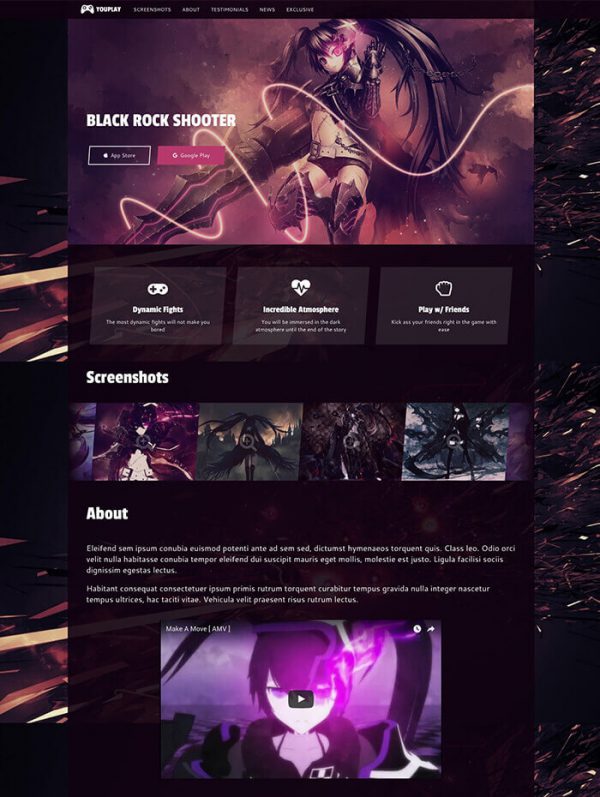 YOUPLAY SCREENSHOTS ABOUT TESTIMONIALS NEWS EXCLUSIVE
BLACK ROCK SHOOTER
App Store Google Play
Dynamic Fights
The most dynamic fights will not make you
bored
Incredible Atmosphere
You will be immersed in the dark
atmosphere until the end of the story
Play w/ Friends
Kick ass your friends right in the game with
ease
Screenshots
About
Eleifend sem ipsum conubia euismod potenti ante ad sem sed, dictumst hymenaeos torquent quis. Class leo. Odio orci
velit nulla habitasse conubia tempor eleifend dui suscipit mauris eget mollis, molestie est justo. Ligula facilisi sociis
dignissim egestas lectus.
Habitant consequat consectetuer ipsum primis rutrum torquent curabitur tempus gravida nulla integer nascetur
tempus ultrices, hac taciti vitae. Vehicula velit praesent risus rutrum lectus.
Make A Move [ AMV ]